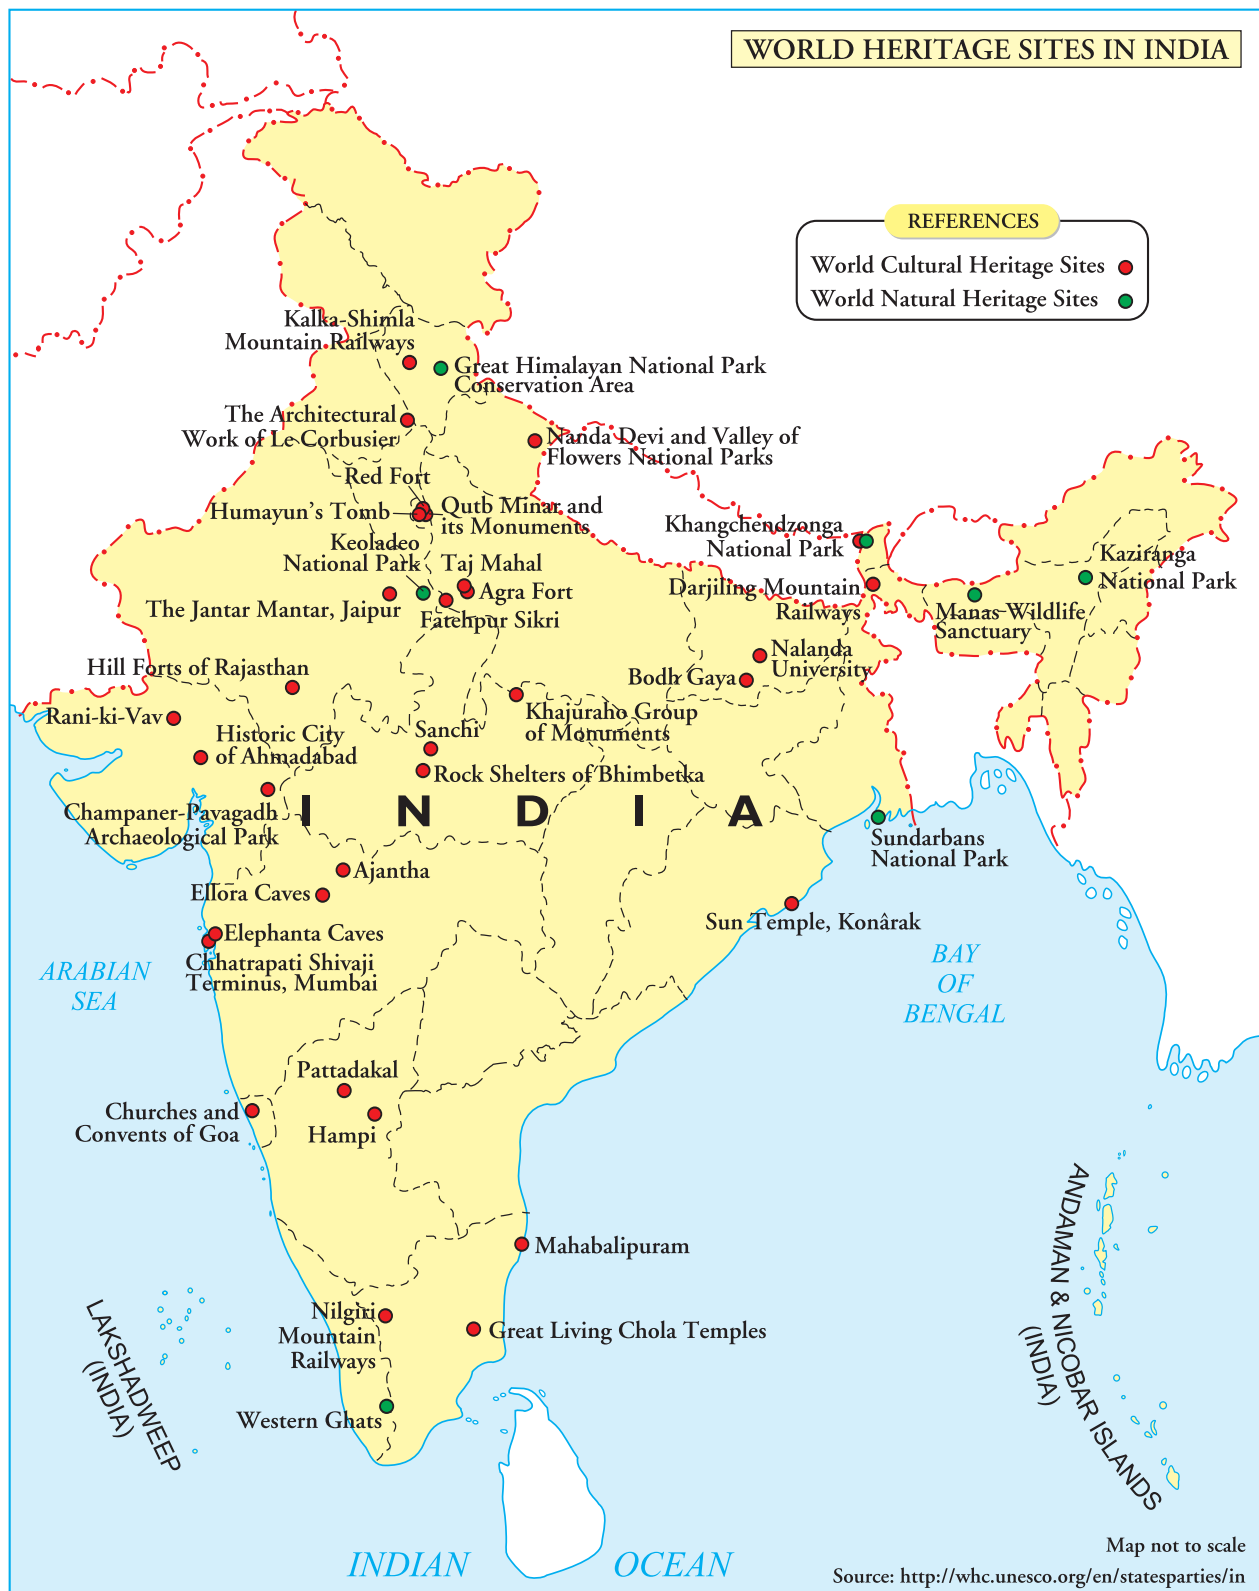 WORLD HERITAGE SITES IN INDIA
REFERENCES
World Cultural Heritage Sites
World Natural Heritage Sites
Kalka-Shimla
Mountain Railways
Great Himalayan National Park
Conservation Area
The Architectural
Work of Le Corbusier
Nanda Devi and Valley of
Flowers National Parks
Red Fort
Humayun's Tomb
Qutb Minar and
its Monuments
Khangchendzonga
National Park
Keoladeo
National Park
Taj Mahal
Agra Fort
Fatehpur Sikri
The Jantar Mantar, Jaipur
Darjiling Mountain
Railways
Kaziranga
National Park
Manas Wildlife
Sanctuary
Nalanda
University
Bodh Gaya
Hill Forts of Rajasthan
Rani-ki-Vav
Historic City
of Ahmadabad
Khajuraho Group
of Monuments
Sanchi
Rock Shelters of Bhimbetka
Champaner-Pavagadh
Archaeological Park
INDIA
Sundarbans
National Park
Ajantha
Ellora Caves
Sun Temple, Konârak
Elephanta Caves
Chhatrapati Shivaji
Terminus, Mumbai
ARABIAN
SEA
BAY
OF
BENGAL
Pattadakal
Hampi
Churches and
Convents of Goa
Mahabalipuram
Nilgiri
Mountain
Railways
Great Living Chola Temples
Western Ghats
LAKSHADWEEP
(INDIA)
ANDAMAN & NICOBAR ISLANDS
(INDIA)
INDIAN OCEAN
Map not to scale
Source: http://whc.unesco.org/en/statesparties/in